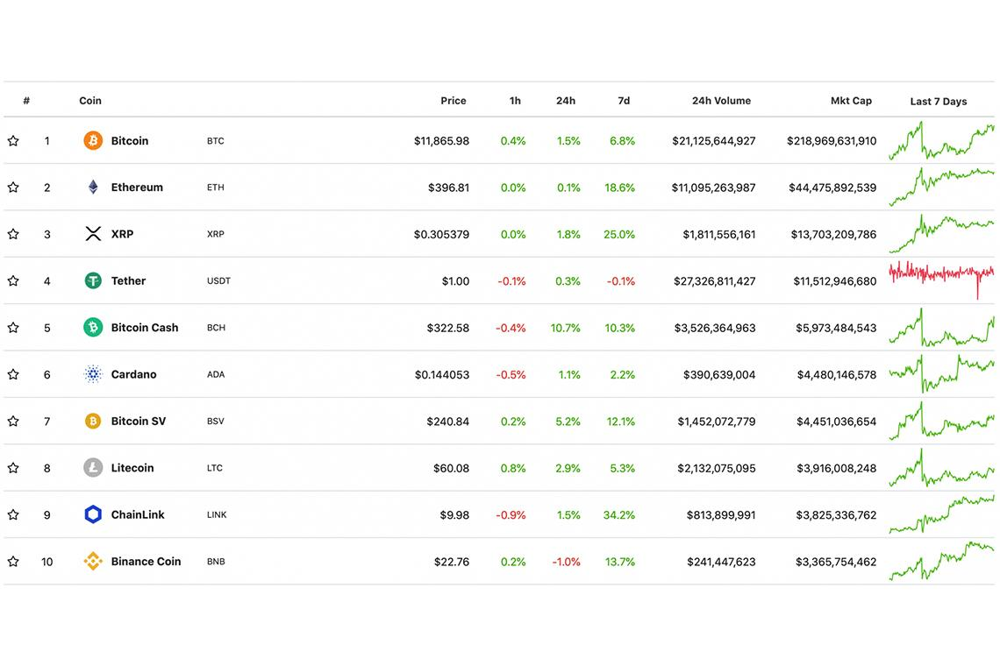 # Coin Price 1h 24h 7d 24h Volume Mkt Cap Last 7 Days
1 Bitcoin BTC $11,865.98 0.4% 1.5% 6.8% $21,125,644,927 $218,969,631,910
2 Ethereum ETH $396.81 0.0% 0.1% 18.6% $11,095,263,987 $44,475,892,539
3 XRP XRP $0.305379 0.0% 1.8% 25.0% $1,811,556,161 $13,703,209,786
4 Tether USDT $1.00 -0.1% 0.3% -0.1% $27,326,811,427 $11,512,946,680
5 Bitcoin Cash BCH $322.58 -0.4% 10.7% 10.3% $3,526,364,963 $5,973,484,543
6 Cardano ADA $0.144053 -0.5% 1.1% 2.2% $390,639,004 $4,480,146,578
7 Bitcoin SV BSV $240.84 0.2% 5.2% 12.1% $1,452,072,779 $4,451,036,654
8 Litecoin LTC $60.08 0.8% 2.9% 5.3% $2,132,075,095 $3,916,008,248
9 ChainLink LINK $9.98 -0.9% 1.5% 34.2% $813,899,991 $3,825,336,762
10 Binance Coin BNB $22.76 0.2% -1.0% 13.7% $241,447,623 $3,365,754,462